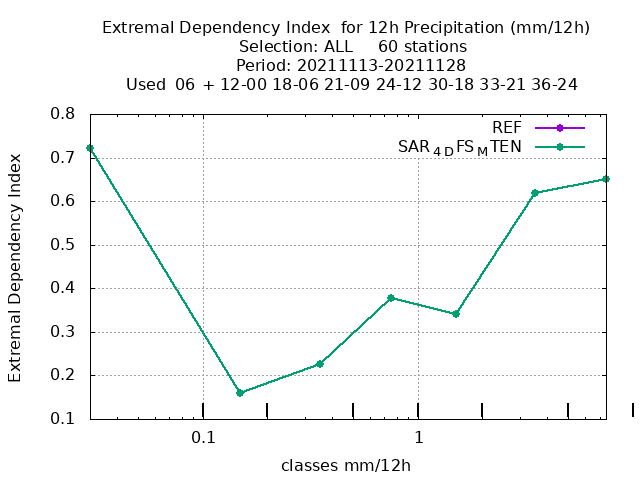 Extremal Dependency Index  for 12h Precipitation (mm/12h)
Selection: ALL     60 stations
Period: 20211113-20211128
Used  06 + 12-00 18-06 21-09 24-12 30-18 33-21 36-24
REF
SAR4DFSMTEN
0.8
0.7
0.6
0.5
0.4
0.3
0.2
0.1
Extremal Dependency Index
0.1
1
classes mm/12h